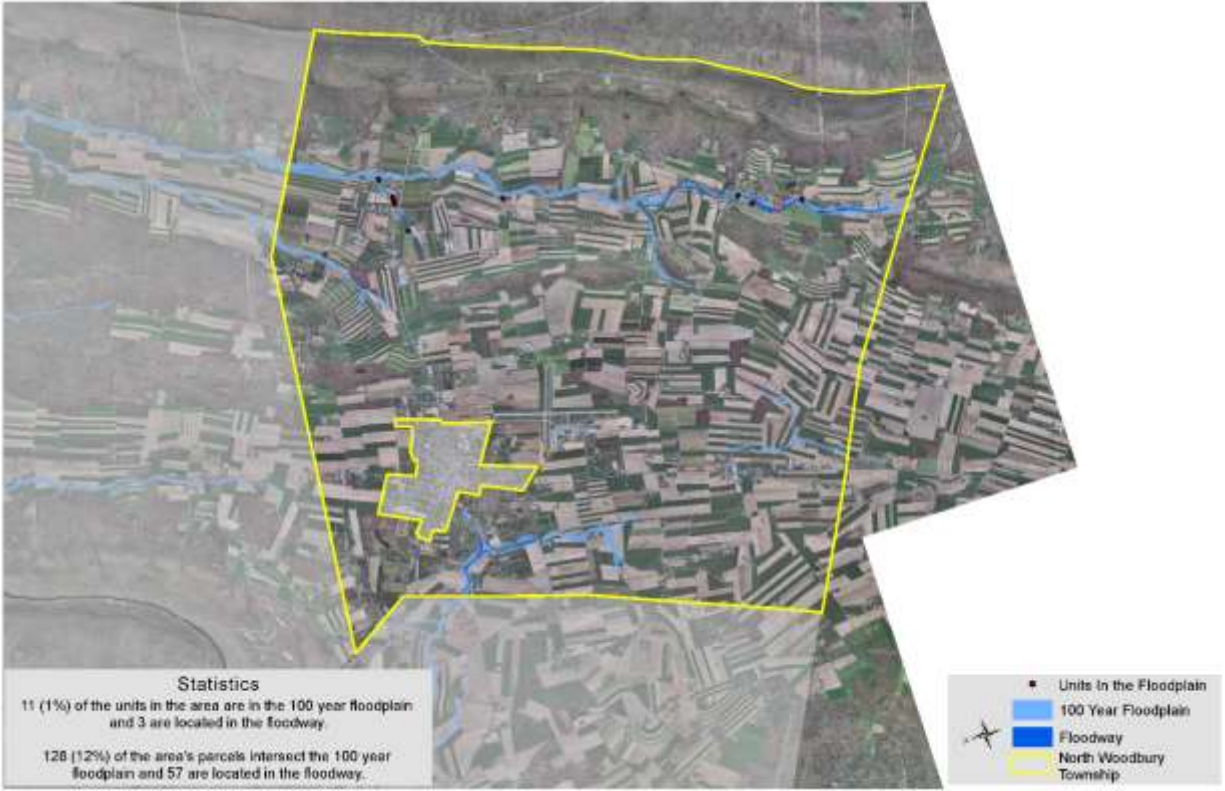 Statistics
11 (1%) of the units in the area are in the 100 year floodplain
and 3 are located in the floodway.
128 (12%) of the area's parcels intersect the 100 year
floodplain and 57 are located in the floodway.
Units In the Floodplain
100 Year Floodplain
Floodway
North Woodbury
Township